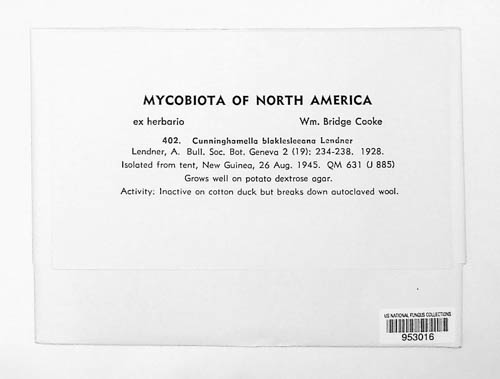 MYCOBIOTA OF NORTH AMERICA
ex herbario Wm. Bridge Cooke
402. Cunninghamella blaklesleeana Lendner
Lendner, A. Bull. Soc. Bot. Geneva 2 (19): 234-238. 1928.
Isolated from tent, New Guinea, 26 Aug. 1945. QM 631 (J 885)
Grows well on potato dextrose agar.
Activity: Inactive on cotton duck but breaks down autoclaved wool.
US NATIONAL FUNGUS COLLECTIONS
953016